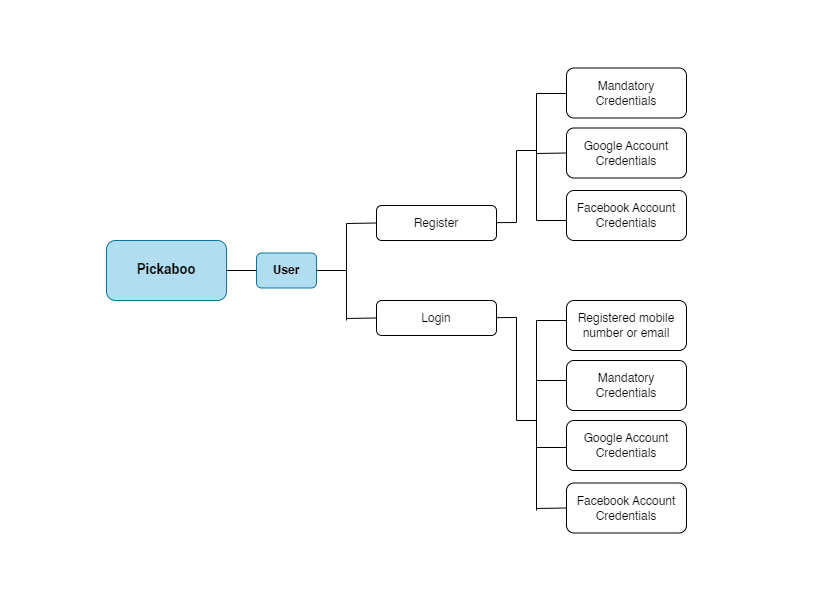 Pickaboo
User
Register
Mandatory
Credentials
Google Account
Credentials
Facebook Account
Credentials
Login
Registered mobile
number or email
Mandatory
Credentials
Google Account
Credentials
Facebook Account
Credentials